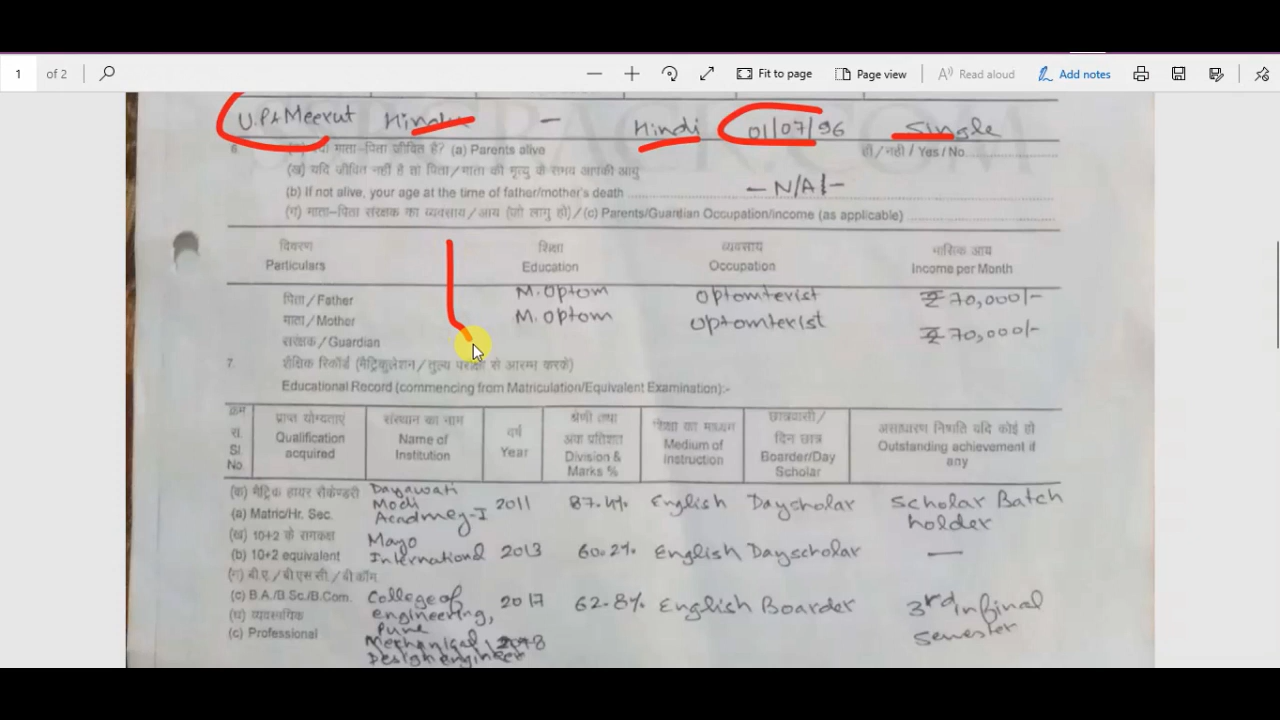 1 of 2 Fit to page Page view Read aloud Add notes
U.P & Meerut Hindu — Hindi 01/07/96 Single
6. माता-पिता जीवित है? (a) Parents alive हाँ/नहीं / Yes / No
(ख) यदि जीवित नहीं है तो पिता/माता की मृत्यु के समय आपकी आयु
(b) If not alive, your age at the time of father/mother's death — N/A —
(ग) माता-पिता संरक्षक का व्यवसाय/आय (जो लागू हो)/(c) Parents/Guardian Occupation/income (as applicable)
विवरण शिक्षा व्यवसाय मासिक आय
Particulars Education Occupation Income per Month
पिता/Father M.Optom Optomterist ₹ 70,000/-
माता/Mother M.Optom Optomterist ₹ 70,000/-
संरक्षक/Guardian
7. शैक्षिक रिकॉर्ड (मैट्रिकुलेशन/तुल्य परीक्षा से आरम्भ करके)
Educational Record (commencing from Matriculation/Equivalent Examination):-
क्रम सं. प्राप्त योग्यताएं संस्थान का नाम वर्ष श्रेणी तथा अंक प्रतिशत शिक्षा का माध्यम छात्रवासी/दिन छात्र असाधारण यदि कोई हो
Sl. No. Qualification acquired Name of Institution Year Division & Marks % Medium of Instruction Boarder/Day Scholar Outstanding achievement if any
(क) मैट्रिक हायर सैकेण्डरी Dayawati
(a) Matric/Hr. Sec. Modi Acadmey-I 2011 87.4% English Dayscholar Scholar Batch holder
(ख) 10+2 के समकक्ष Mayo
(b) 10+2 equivalent International 2013 60.2% English Dayscholar —
(ग) बी.ए./बी.एस.सी./बी.कॉम.
(c) B.A./B.Sc./B.Com. College of engineering, Pune 2017 62.8% English Boarder 3rd in final semester
(घ) व्यवसायिक
(c) Professional Mechanical Design engineer